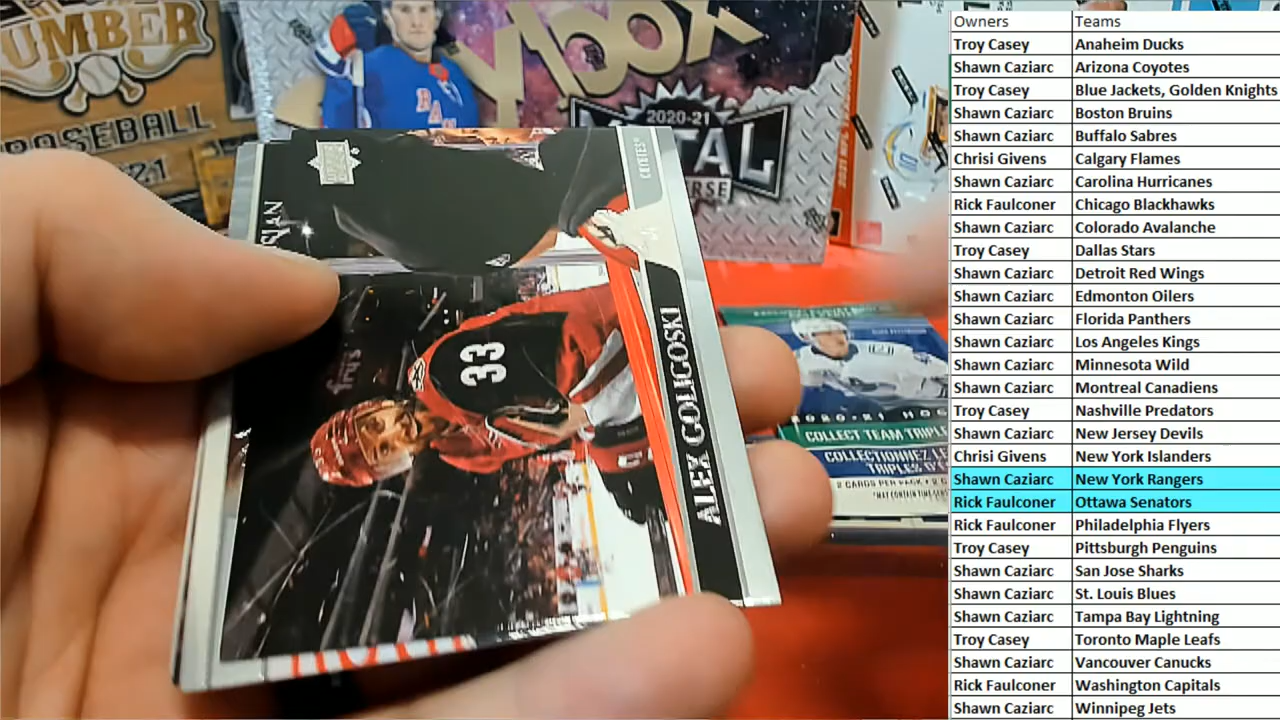 UMBER
BASEBALL
2020-21
METAL
COYOTES
SIAN
33
ALEX GOLIGOSKI
fry's
COLLECT TEAM TRIPLE
COLLECTIONNEZ LE
2 CARDS PER PACK
Owners Teams
Troy Casey Anaheim Ducks
Shawn Caziarc Arizona Coyotes
Troy Casey Blue Jackets, Golden Knights
Shawn Caziarc Boston Bruins
Shawn Caziarc Buffalo Sabres
Chrisi Givens Calgary Flames
Shawn Caziarc Carolina Hurricanes
Rick Faulconer Chicago Blackhawks
Shawn Caziarc Colorado Avalanche
Troy Casey Dallas Stars
Shawn Caziarc Detroit Red Wings
Shawn Caziarc Edmonton Oilers
Shawn Caziarc Florida Panthers
Shawn Caziarc Los Angeles Kings
Shawn Caziarc Minnesota Wild
Shawn Caziarc Montreal Canadiens
Troy Casey Nashville Predators
Shawn Caziarc New Jersey Devils
Chrisi Givens New York Islanders
Shawn Caziarc New York Rangers
Rick Faulconer Ottawa Senators
Rick Faulconer Philadelphia Flyers
Troy Casey Pittsburgh Penguins
Shawn Caziarc San Jose Sharks
Shawn Caziarc St. Louis Blues
Shawn Caziarc Tampa Bay Lightning
Troy Casey Toronto Maple Leafs
Shawn Caziarc Vancouver Canucks
Rick Faulconer Washington Capitals
Shawn Caziarc Winnipeg Jets